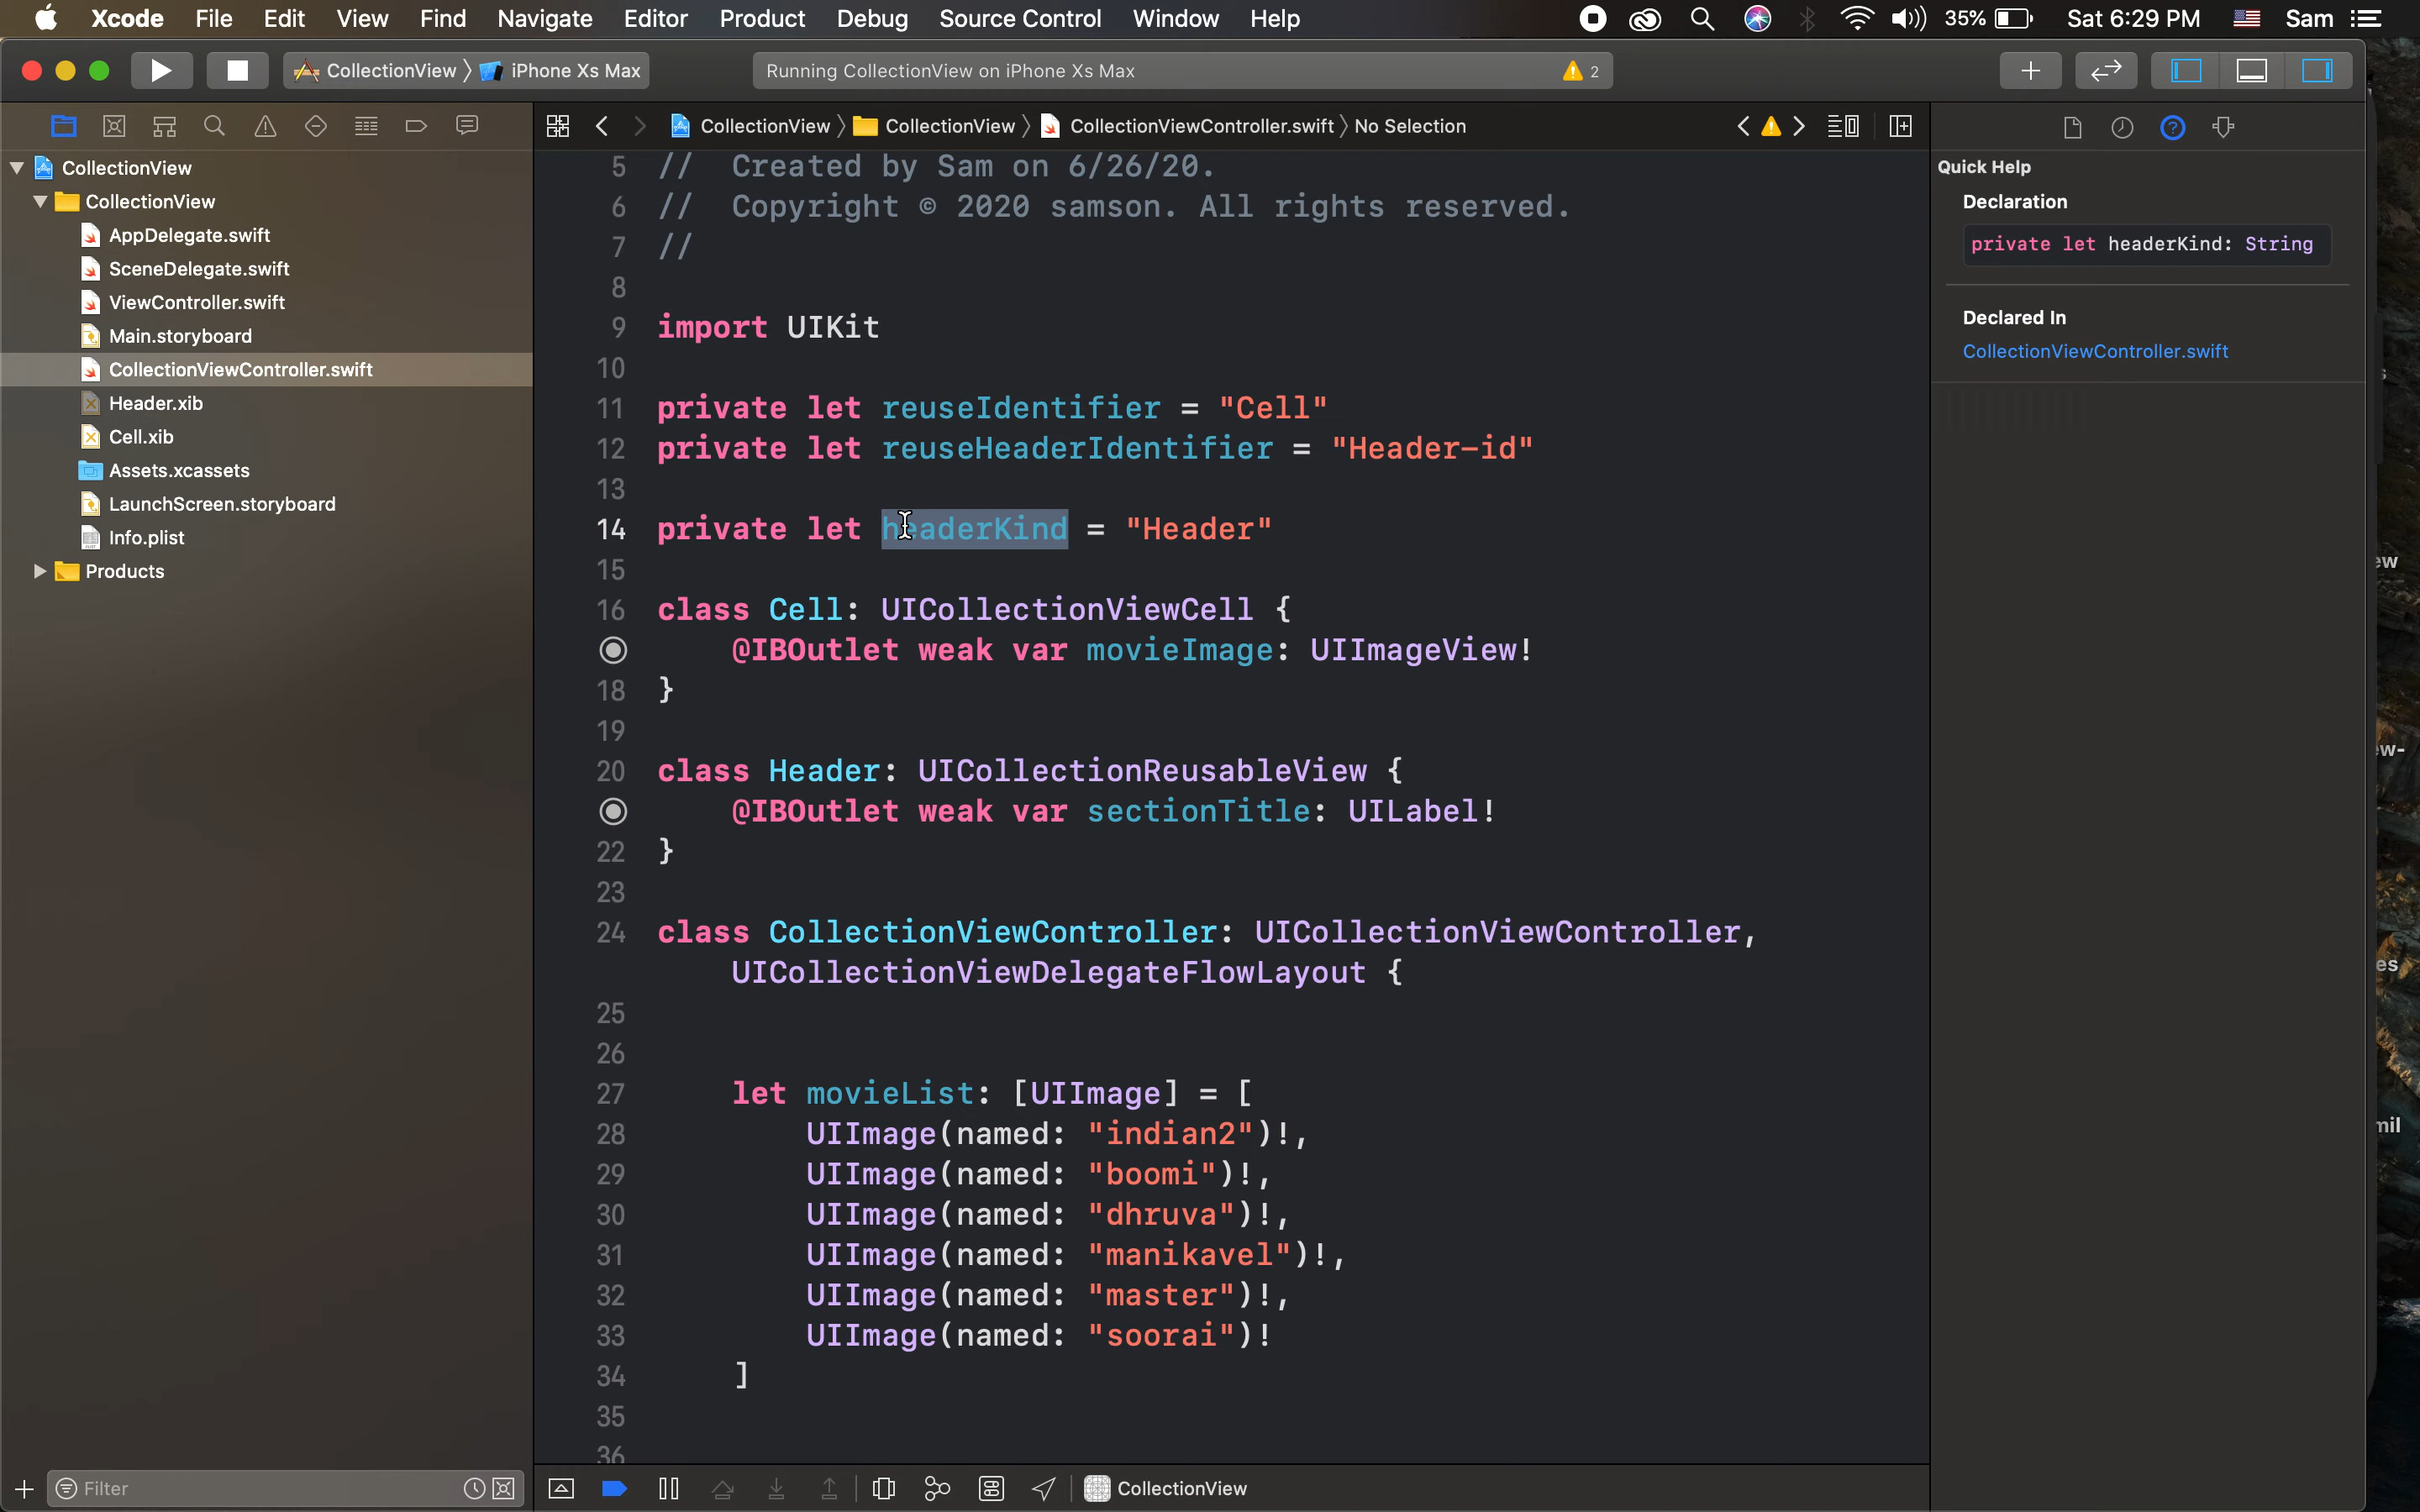 Xcode File Edit View Find Navigate Editor Product Debug Source Control Window Help 35% Sat 6:29 PM Sam
CollectionView 〉 iPhone Xs Max Running CollectionView on iPhone Xs Max 2
CollectionView 〉 CollectionView 〉 CollectionViewController.swift 〉 No Selection
CollectionView
CollectionView
AppDelegate.swift
SceneDelegate.swift
ViewController.swift
Main.storyboard
CollectionViewController.swift
Header.xib
Cell.xib
Assets.xcassets
LaunchScreen.storyboard
Info.plist
Products
Filter
5 // Created by Sam on 6/26/20.
6 // Copyright © 2020 samson. All rights reserved.
7 //
8
9 import UIKit
10
11 private let reuseIdentifier = "Cell"
12 private let reuseHeaderIdentifier = "Header-id"
13
14 private let headerKind = "Header"
15
16 class Cell: UICollectionViewCell {
@IBOutlet weak var movieImage: UIImageView!
18 }
19
20 class Header: UICollectionReusableView {
@IBOutlet weak var sectionTitle: UILabel!
22 }
23
24 class CollectionViewController: UICollectionViewController,
UICollectionViewDelegateFlowLayout {
25
26
27 let movieList: [UIImage] = [
28 UIImage(named: "indian2")!,
29 UIImage(named: "boomi")!,
30 UIImage(named: "dhruva")!,
31 UIImage(named: "manikavel")!,
32 UIImage(named: "master")!,
33 UIImage(named: "soorai")!
34 ]
35
36
CollectionView
Quick Help
Declaration
private let headerKind: String
Declared In
CollectionViewController.swift